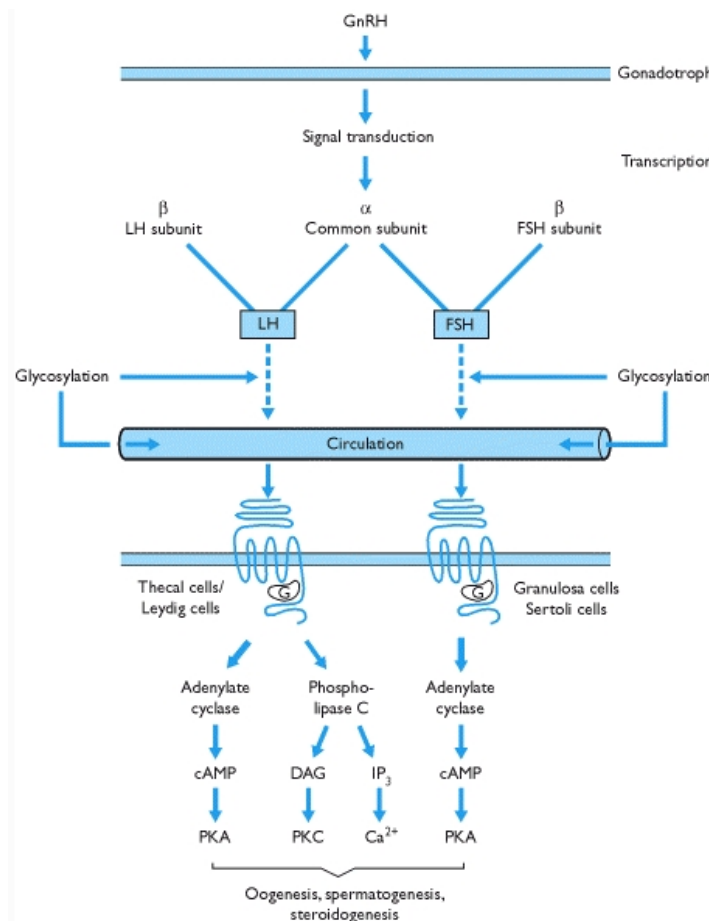 GnRH
Gonadotroph
Signal transduction
Transcription
β
LH subunit
α
Common subunit
β
FSH subunit
LH
FSH
Glycosylation
Glycosylation
Circulation
Thecal cells/
Leydig cells
G
G
Granulosa cells
Sertoli cells
Adenylate
cyclase
Phospho-
lipase C
Adenylate
cyclase
cAMP
DAG
IP₃
cAMP
PKA
PKC
Ca²⁺
PKA
Oogenesis, spermatogenesis,
steroidogenesis